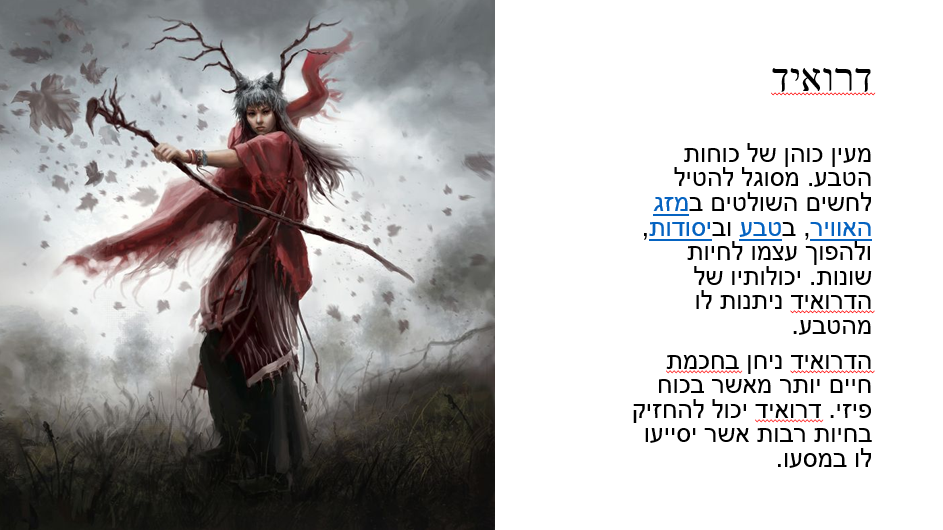 דרואיד
מעין כוהן של כוחות
הטבע. מסוגל להטיל
לחשים השולטים במזג
האוויר, בטבע וביסודות,
ולהפוך עצמו לחיות
שונות. יכולותיו של
הדרואיד ניתנות לו
מהטבע.
הדרואיד ניחן בחכמת
חיים יותר מאשר בכוח
פיזי. דרואיד יכול להחזיק
בחיות רבות אשר יסייעו
לו במסעו.